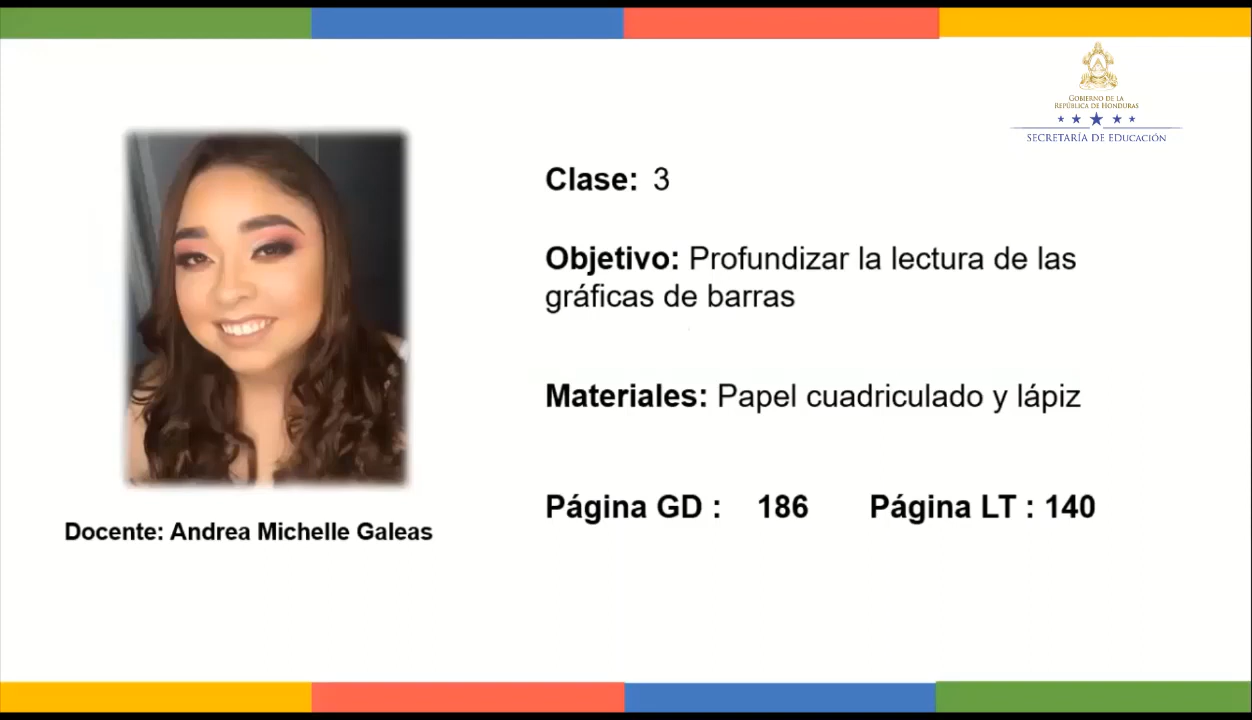 GOBIERNO DE LA
REPÚBLICA DE HONDURAS
SECRETARÍA DE EDUCACIÓN
Clase: 3
Objetivo: Profundizar la lectura de las
gráficas de barras
Materiales: Papel cuadriculado y lápiz
Página GD : 186 Página LT : 140
Docente: Andrea Michelle Galeas